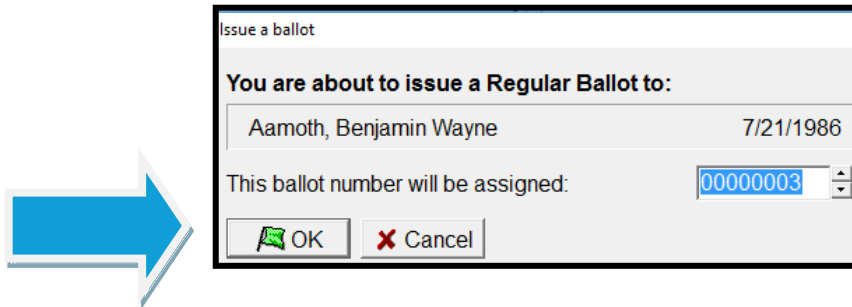 Issue a ballot
You are about to issue a Regular Ballot to:
Aamoth, Benjamin Wayne 7/21/1986
This ballot number will be assigned: 00000003
OK Cancel